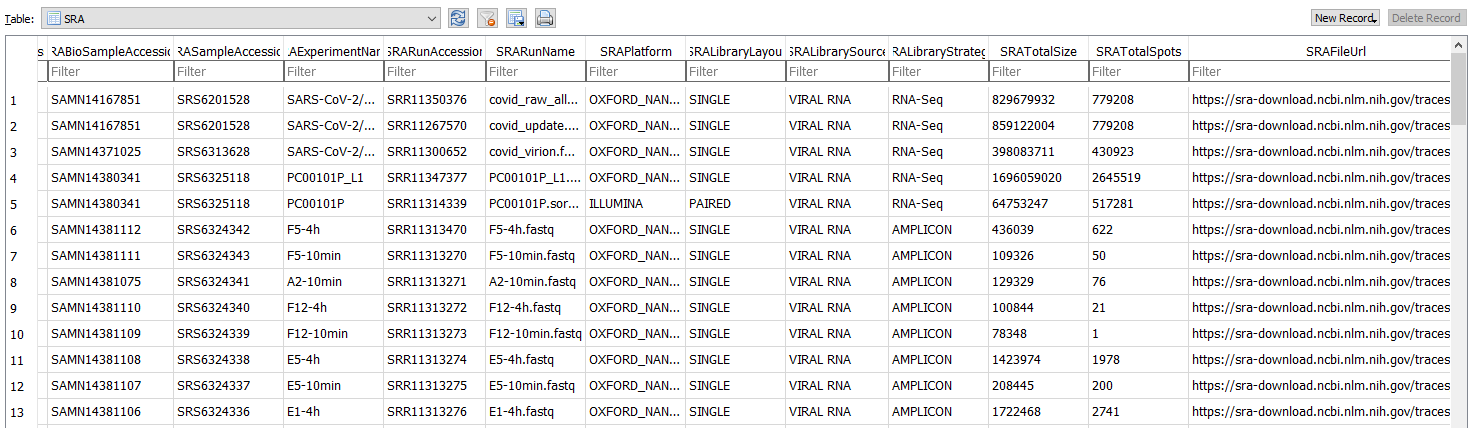 Table: SRA New Record Delete Record
s RABioSampleAccessi RASampleAccessic .AExperimentNar SRARunAccession SRARunName SRAPlatform SRALibraryLayou SRALibrarySource RALibraryStrateg SRATotalSize SRATotalSpots SRAFileUrl
Filter Filter Filter Filter Filter Filter Filter Filter Filter Filter Filter Filter
1 SAMN14167851 SRS6201528 SARS-CoV-2/... SRR11350376 covid_raw_all... OXFORD_NAN... SINGLE VIRAL RNA RNA-Seq 829679932 779208 https://sra-download.ncbi.nlm.nih.gov/traces
2 SAMN14167851 SRS6201528 SARS-CoV-2/... SRR11267570 covid_update.... OXFORD_NAN... SINGLE VIRAL RNA RNA-Seq 859122004 779208 https://sra-download.ncbi.nlm.nih.gov/traces
3 SAMN14371025 SRS6313628 SARS-CoV-2/... SRR11300652 covid_virion.f... OXFORD_NAN... SINGLE VIRAL RNA RNA-Seq 398083711 430923 https://sra-download.ncbi.nlm.nih.gov/traces
4 SAMN14380341 SRS6325118 PC00101P_L1 SRR11347377 PC00101P_L1.... OXFORD_NAN... SINGLE VIRAL RNA RNA-Seq 1696059020 2645519 https://sra-download.ncbi.nlm.nih.gov/traces
5 SAMN14380341 SRS6325118 PC00101P SRR11314339 PC00101P.sor... ILLUMINA PAIRED VIRAL RNA RNA-Seq 64753247 517281 https://sra-download.ncbi.nlm.nih.gov/traces
6 SAMN14381112 SRS6324342 F5-4h SRR11313470 F5-4h.fastq OXFORD_NAN... SINGLE VIRAL RNA AMPLICON 436039 622 https://sra-download.ncbi.nlm.nih.gov/traces
7 SAMN14381111 SRS6324343 F5-10min SRR11313270 F5-10min.fastq OXFORD_NAN... SINGLE VIRAL RNA AMPLICON 109326 50 https://sra-download.ncbi.nlm.nih.gov/traces
8 SAMN14381075 SRS6324341 A2-10min SRR11313271 A2-10min.fastq OXFORD_NAN... SINGLE VIRAL RNA AMPLICON 129329 76 https://sra-download.ncbi.nlm.nih.gov/traces
9 SAMN14381110 SRS6324340 F12-4h SRR11313272 F12-4h.fastq OXFORD_NAN... SINGLE VIRAL RNA AMPLICON 100844 21 https://sra-download.ncbi.nlm.nih.gov/traces
10 SAMN14381109 SRS6324339 F12-10min SRR11313273 F12-10min.fastq OXFORD_NAN... SINGLE VIRAL RNA AMPLICON 78348 1 https://sra-download.ncbi.nlm.nih.gov/traces
11 SAMN14381108 SRS6324338 E5-4h SRR11313274 E5-4h.fastq OXFORD_NAN... SINGLE VIRAL RNA AMPLICON 1423974 1978 https://sra-download.ncbi.nlm.nih.gov/traces
12 SAMN14381107 SRS6324337 E5-10min SRR11313275 E5-10min.fastq OXFORD_NAN... SINGLE VIRAL RNA AMPLICON 208445 200 https://sra-download.ncbi.nlm.nih.gov/traces
13 SAMN14381106 SRS6324336 E1-4h SRR11313276 E1-4h.fastq OXFORD_NAN... SINGLE VIRAL RNA AMPLICON 1722468 2741 https://sra-download.ncbi.nlm.nih.gov/traces